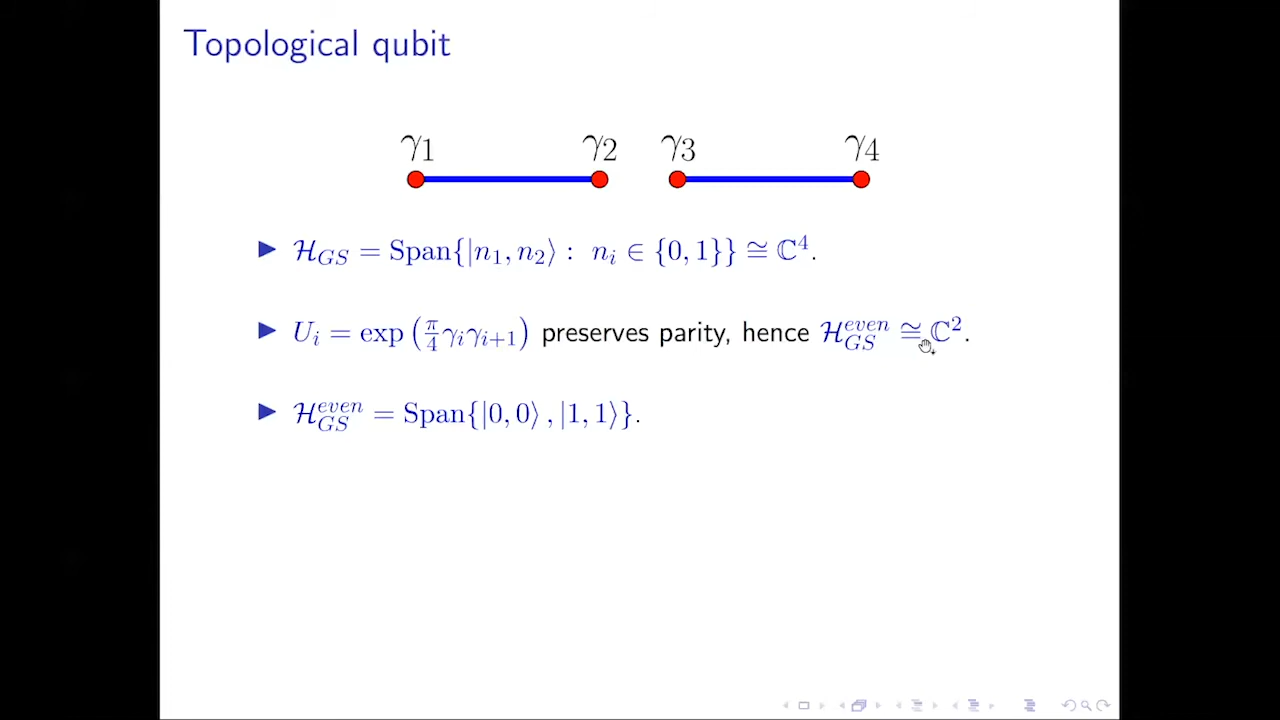 Topological qubit
γ1 γ2 γ3 γ4
▶ ℋ_GS = Span{|n₁, n₂⟩ : nᵢ ∈ {0, 1}} ≅ ℂ⁴.
▶ Uᵢ = exp(π/4 γᵢγᵢ₊₁) preserves parity, hence ℋ_GS^even ≅ ℂ².
▶ ℋ_GS^even = Span{|0, 0⟩ , |1, 1⟩}.